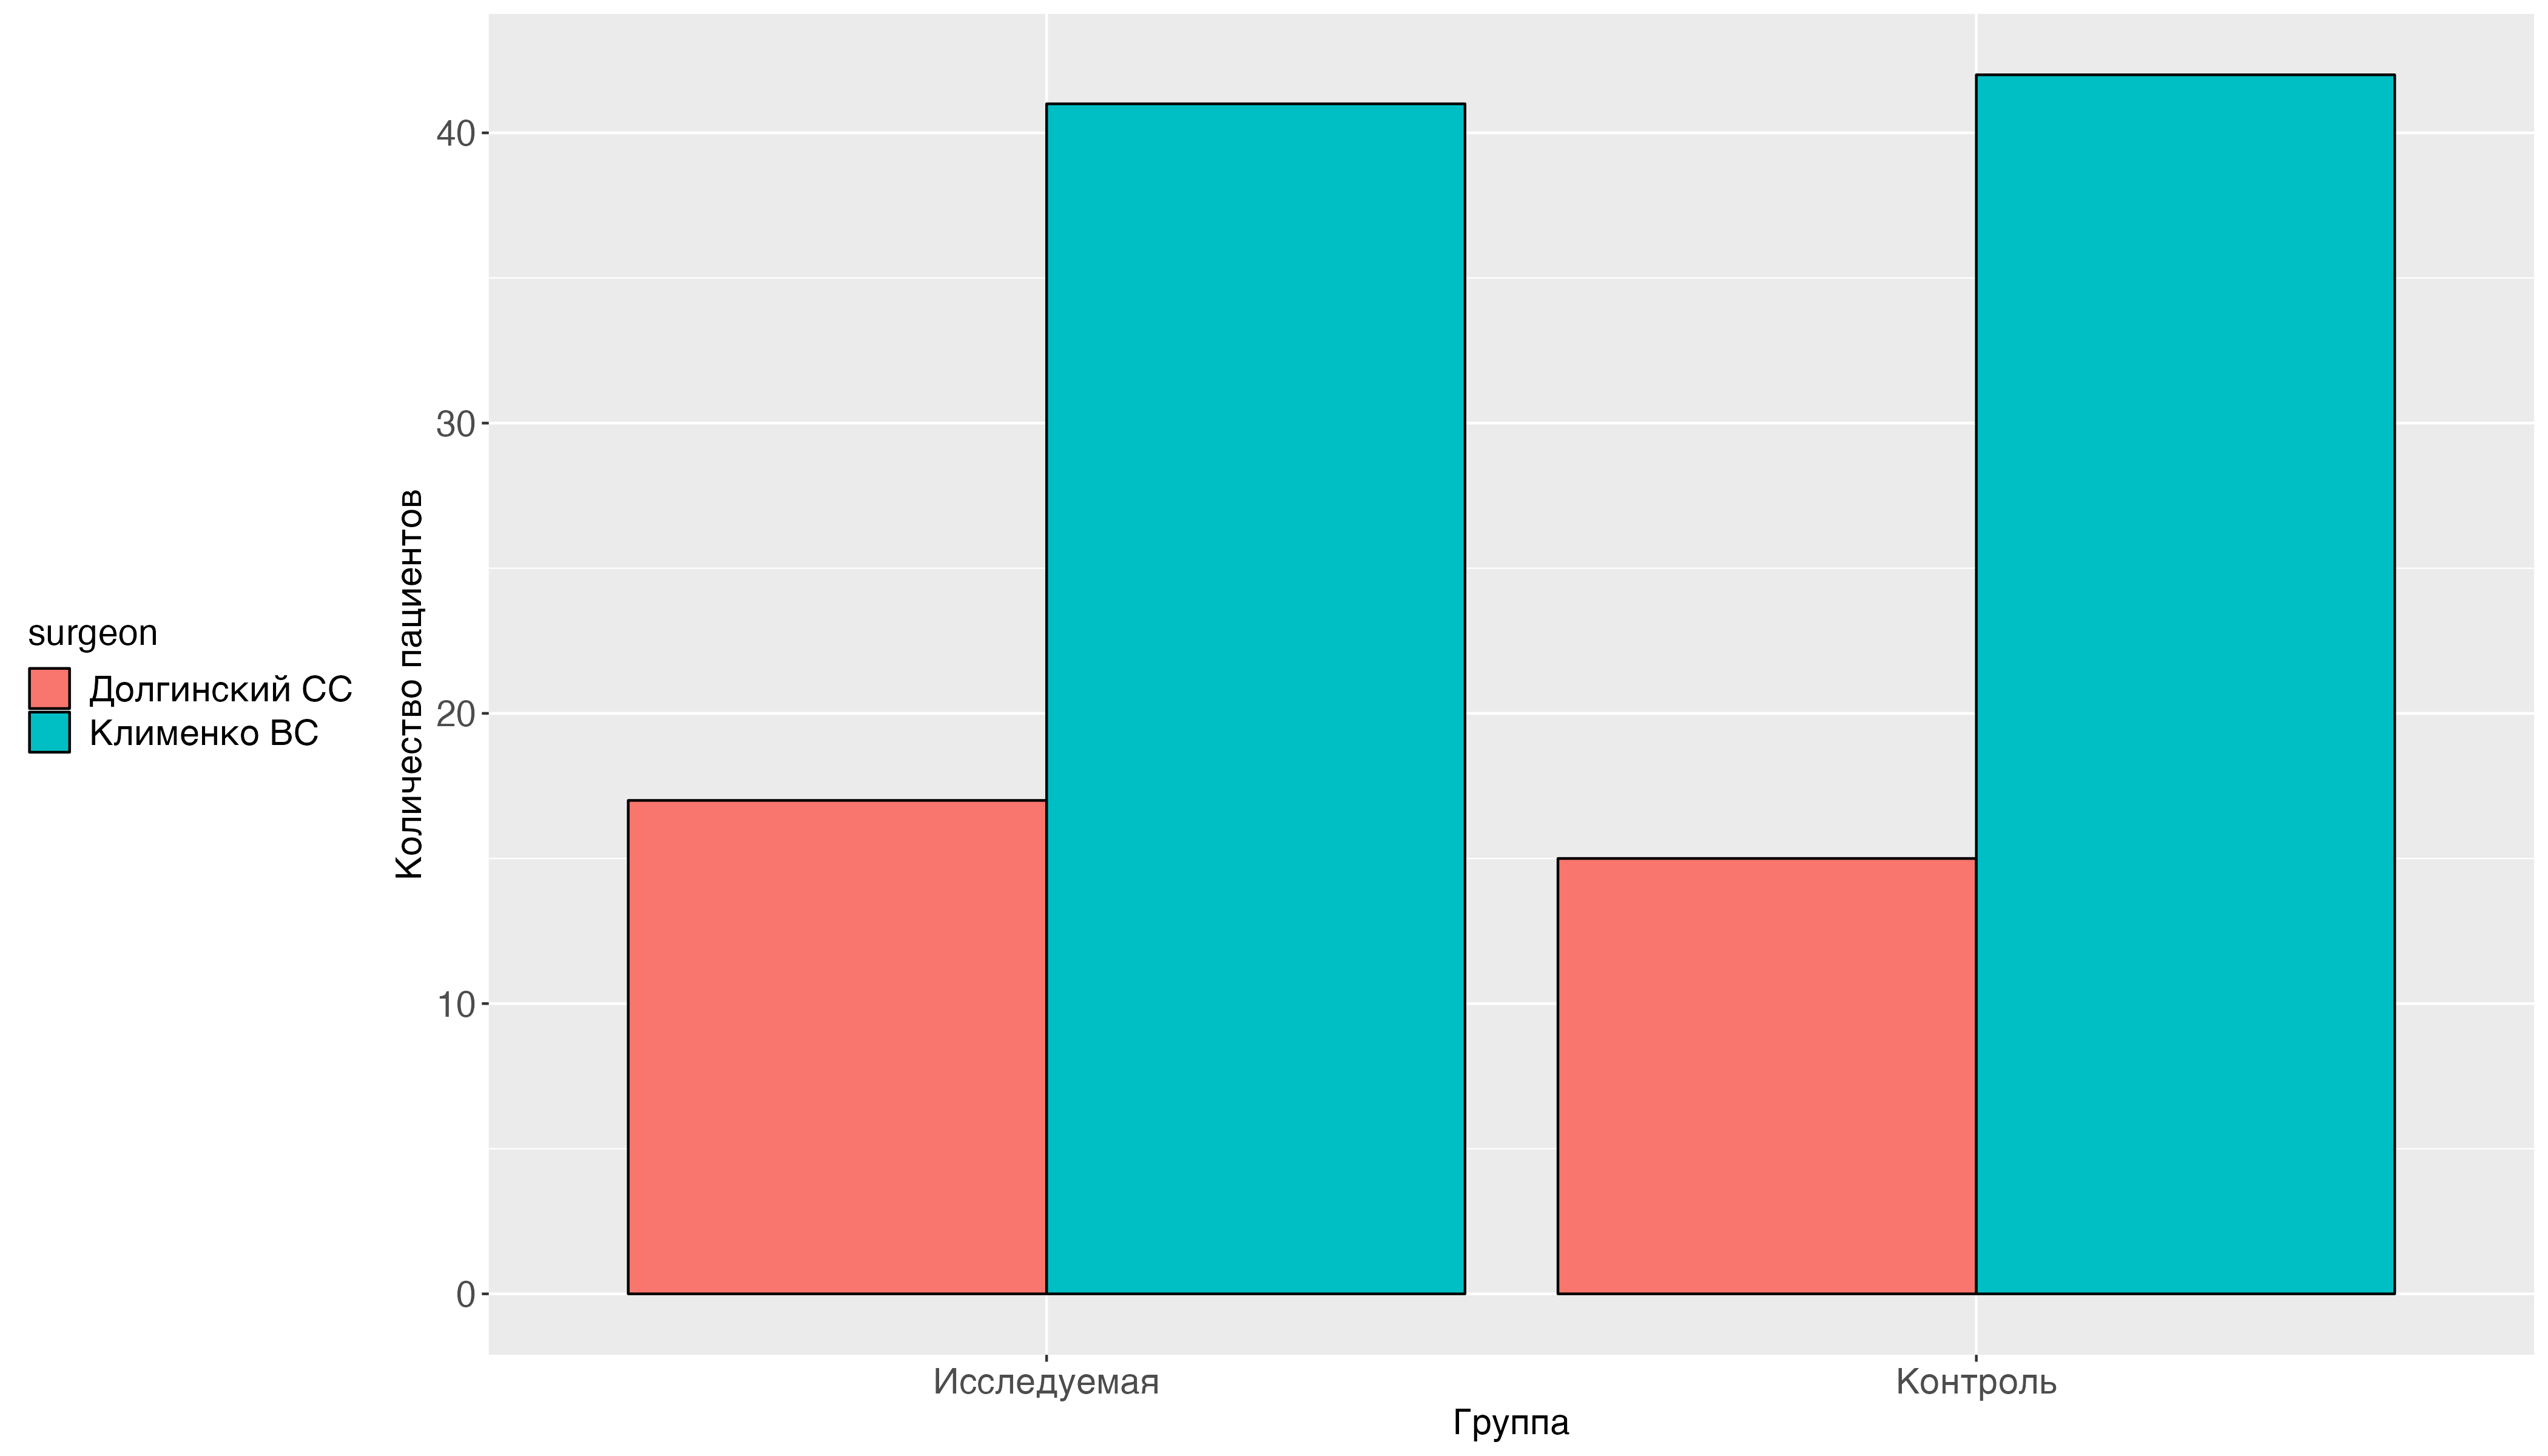 surgeon
Долгинский СС
Клименко ВС
Количество пациентов
40
30
20
10
0
Исследуемая
Контроль
Группа